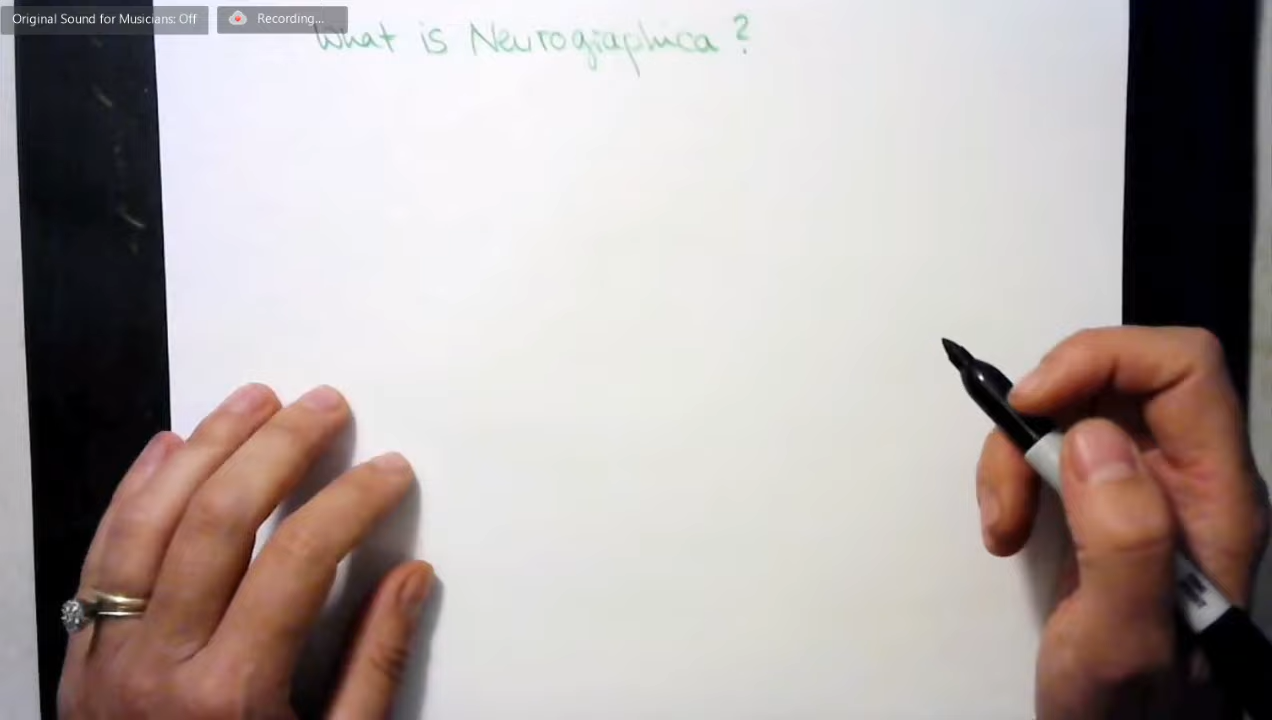 Original Sound for Musicians: Off
Recording...
What is Neurographica ?